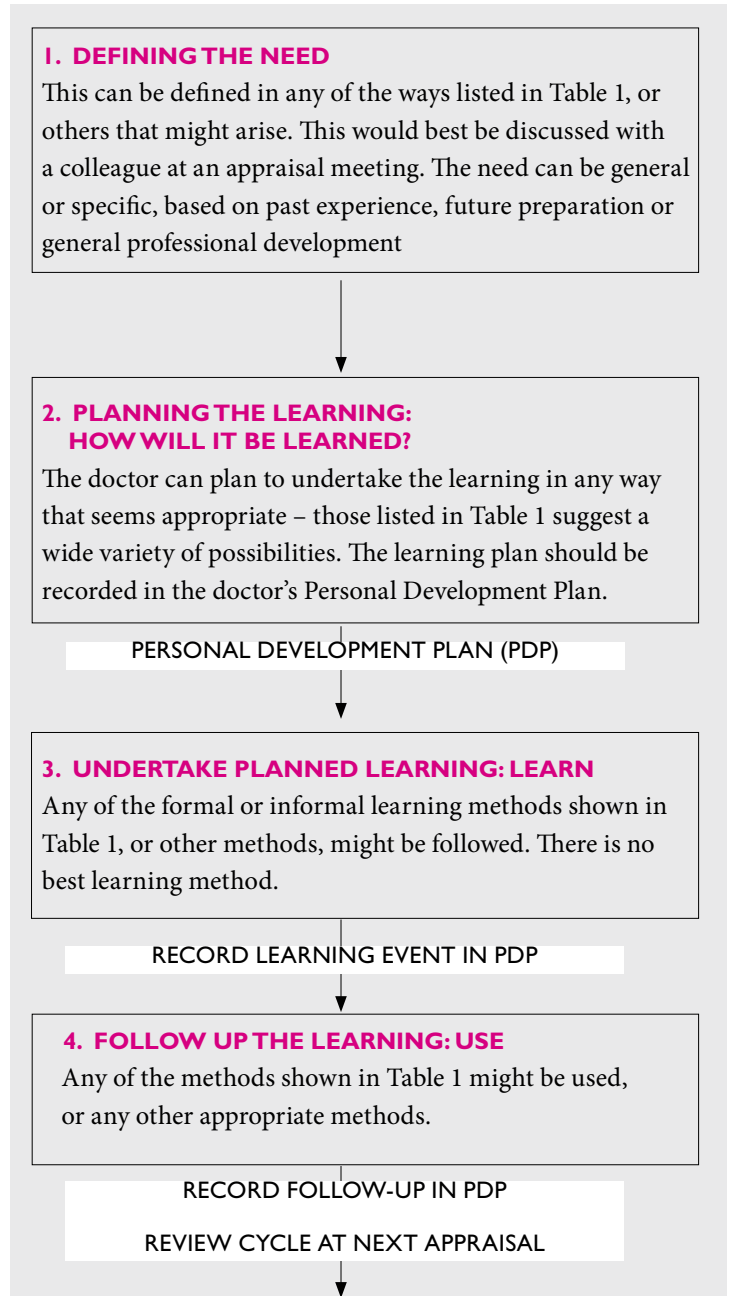 1. DEFINING THE NEED
This can be defined in any of the ways listed in Table 1, or
others that might arise. This would best be discussed with
a colleague at an appraisal meeting. The need can be general
or specific, based on past experience, future preparation or
general professional development
2. PLANNING THE LEARNING:
HOW WILL IT BE LEARNED?
The doctor can plan to undertake the learning in any way
that seems appropriate – those listed in Table 1 suggest a
wide variety of possibilities. The learning plan should be
recorded in the doctor’s Personal Development Plan.
PERSONAL DEVELOPMENT PLAN (PDP)
3. UNDERTAKE PLANNED LEARNING: LEARN
Any of the formal or informal learning methods shown in
Table 1, or other methods, might be followed. There is no
best learning method.
RECORD LEARNING EVENT IN PDP
4. FOLLOW UP THE LEARNING: USE
Any of the methods shown in Table 1 might be used,
or any other appropriate methods.
RECORD FOLLOW-UP IN PDP
REVIEW CYCLE AT NEXT APPRAISAL